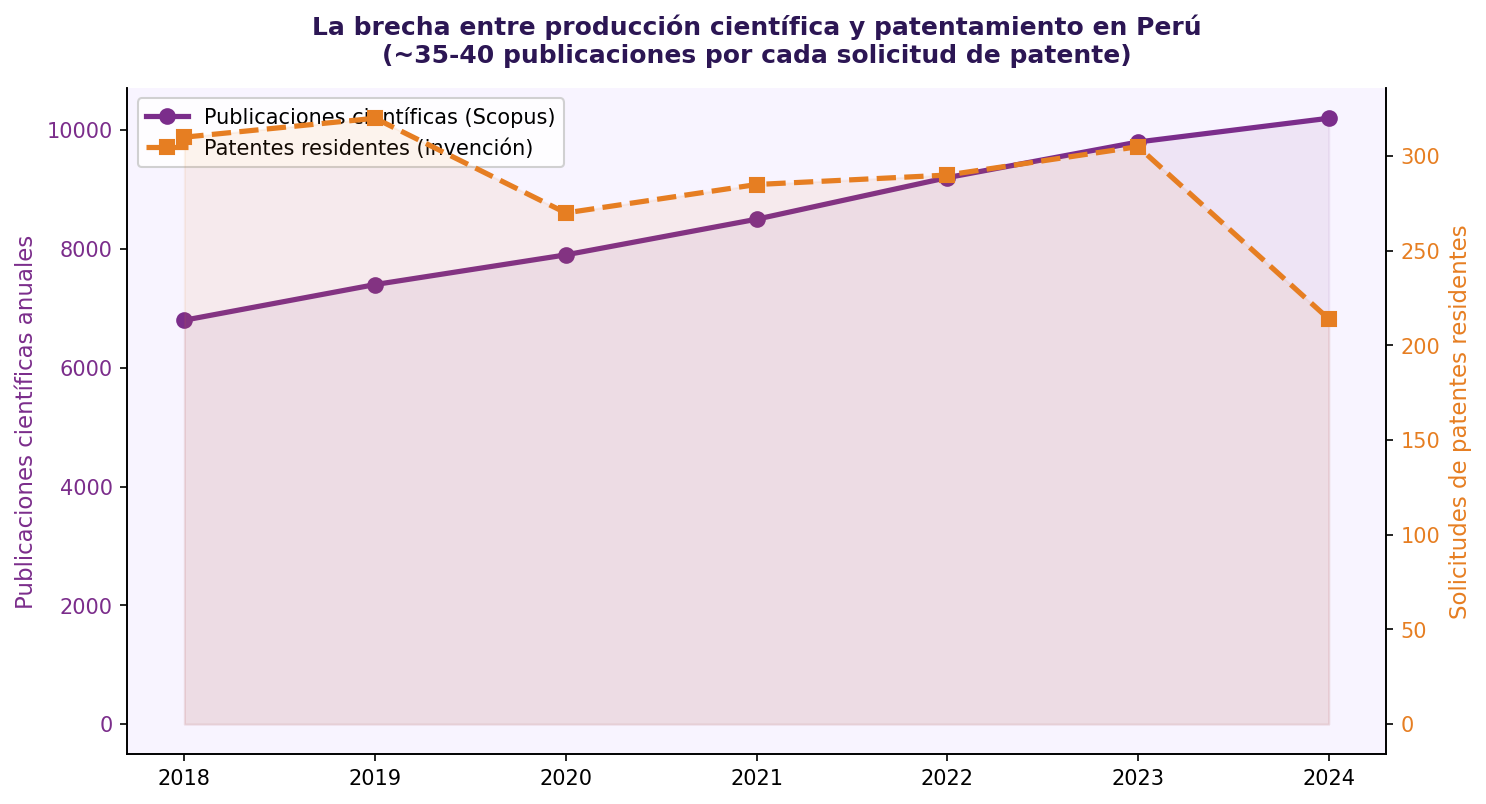 La brecha entre producción científica y patentamiento en Perú
(~35-40 publicaciones por cada solicitud de patente)
Publicaciones científicas (Scopus)
Patentes residentes (invención)
Publicaciones científicas anuales
10000
8000
6000
4000
2000
0
Solicitudes de patentes residentes
300
250
200
150
100
50
0
2018 2019 2020 2021 2022 2023 2024